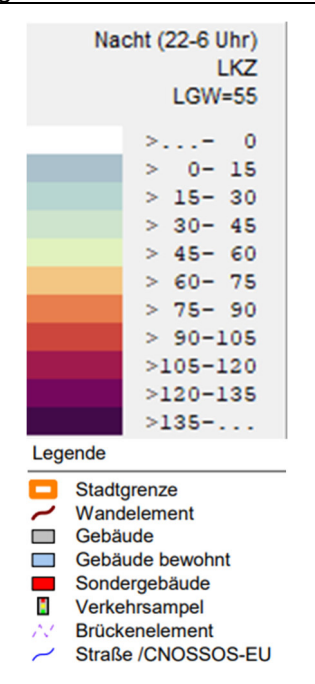 Nacht (22-6 Uhr)
LKZ
LGW=55
>...- 0
> 0- 15
> 15- 30
> 30- 45
> 45- 60
> 60- 75
> 75- 90
> 90-105
>105-120
>120-135
>135-...
Legende
Stadtgrenze
Wandelement
Gebäude
Gebäude bewohnt
Sondergebäude
Verkehrsampel
Brückenelement
Straße /CNOSSOS-EU